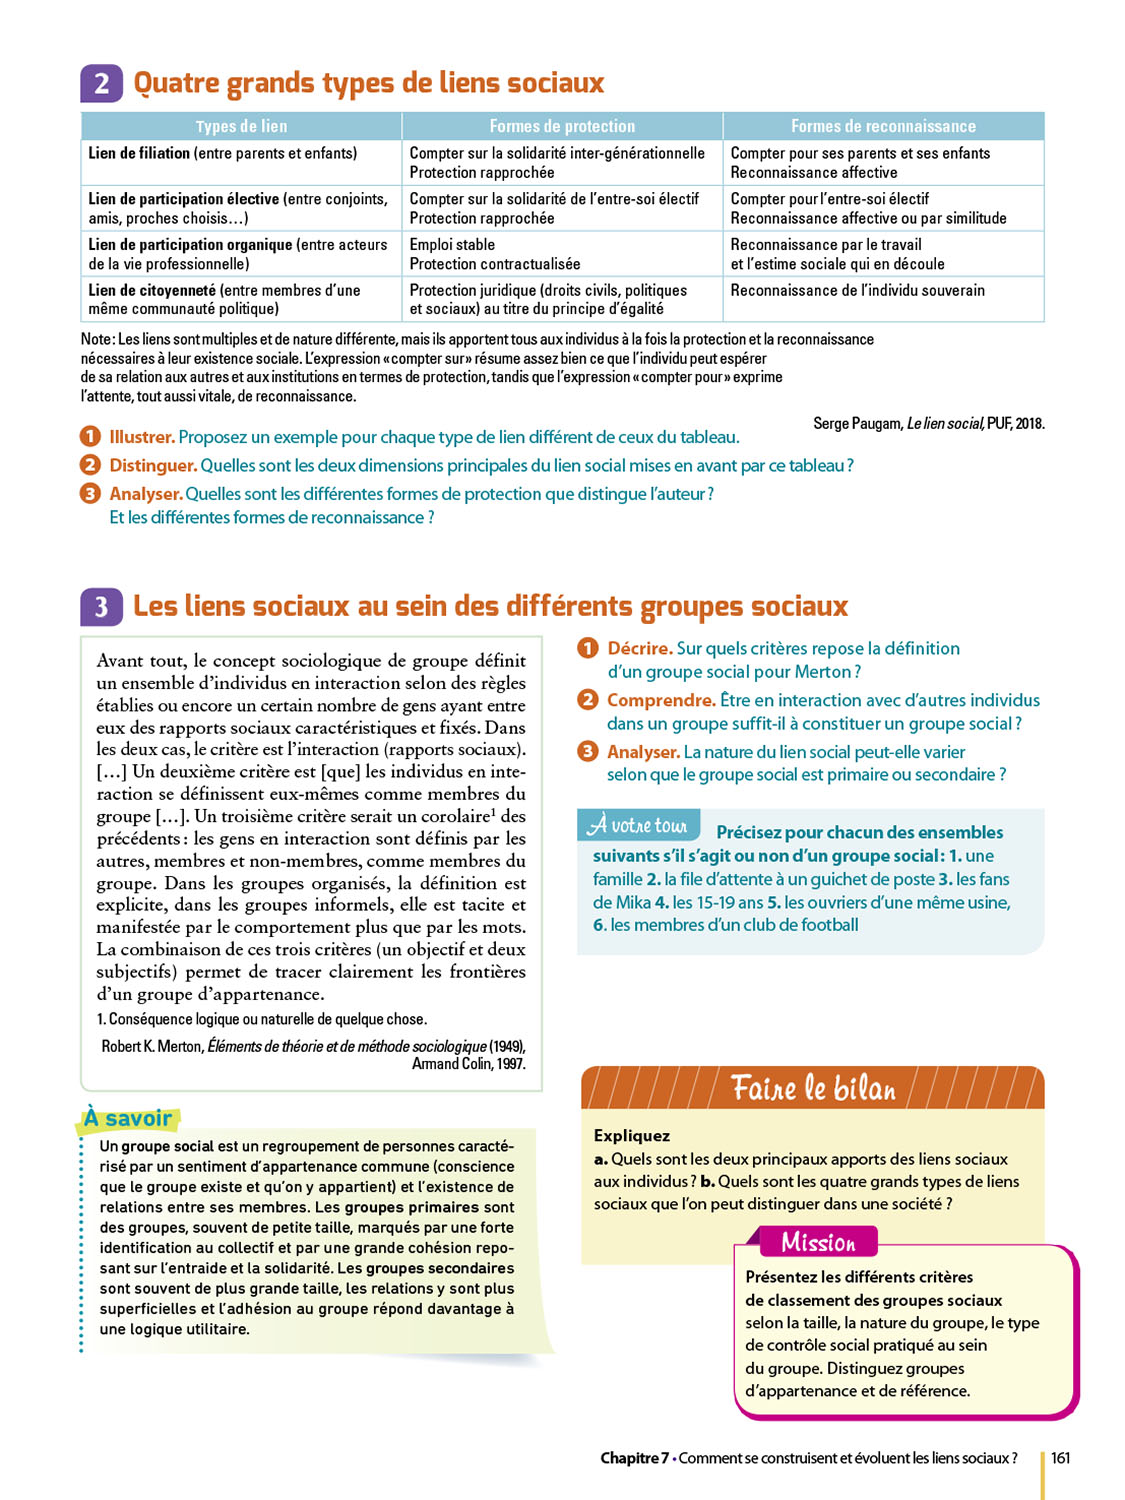 2 Quatre grands types de liens sociaux
Types de lien Formes de protection Formes de reconnaissance
Lien de filiation (entre parents et enfants) Compter sur la solidarité inter-générationnelle Compter pour ses parents et ses enfants
Protection rapprochée Reconnaissance affective
Lien de participation élective (entre conjoints, Compter sur la solidarité de l’entre-soi électif Compter pour l’entre-soi électif
amis, proches choisis…) Protection rapprochée Reconnaissance affective ou par similitude
Lien de participation organique (entre acteurs Emploi stable Reconnaissance par le travail
de la vie professionnelle) Protection contractualisée et l’estime sociale qui en découle
Lien de citoyenneté (entre membres d’une Protection juridique (droits civils, politiques Reconnaissance de l’individu souverain
même communauté politique) et sociaux) au titre du principe d’égalité
Note : Les liens sont multiples et de nature différente, mais ils apportent tous aux individus à la fois la protection et la reconnaissance
nécessaires à leur existence sociale. L’expression « compter sur » résume assez bien ce que l’individu peut espérer
de sa relation aux autres et aux institutions en termes de protection, tandis que l’expression « compter pour » exprime
l’attente, tout aussi vitale, de reconnaissance.
Serge Paugam, Le lien social, PUF, 2018.
1 Illustrer. Proposez un exemple pour chaque type de lien différent de ceux du tableau.
2 Distinguer. Quelles sont les deux dimensions principales du lien social mises en avant par ce tableau ?
3 Analyser. Quelles sont les différentes formes de protection que distingue l’auteur ?
Et les différentes formes de reconnaissance ?
3 Les liens sociaux au sein des différents groupes sociaux
Avant tout, le concept sociologique de groupe définit
un ensemble d’individus en interaction selon des règles
établies ou encore un certain nombre de gens ayant entre
eux des rapports sociaux caractéristiques et fixés. Dans
les deux cas, le critère est l’interaction (rapports sociaux).
[…] Un deuxième critère est [que] les individus en inte-
raction se définissent eux-mêmes comme membres du
groupe […]. Un troisième critère serait un corolaire¹ des
précédents : les gens en interaction sont définis par les
autres, membres et non-membres, comme membres du
groupe. Dans les groupes organisés, la définition est
explicite, dans les groupes informels, elle est tacite et
manifestée par le comportement plus que par les mots.
La combinaison de ces trois critères (un objectif et deux
subjectifs) permet de tracer clairement les frontières
d’un groupe d’appartenance.
1. Conséquence logique ou naturelle de quelque chose.
Robert K. Merton, Éléments de théorie et de méthode sociologique (1949),
Armand Colin, 1997.
À savoir
Un groupe social est un regroupement de personnes caracté-
risé par un sentiment d’appartenance commune (conscience
que le groupe existe et qu’on y appartient) et l’existence de
relations entre ses membres. Les groupes primaires sont
des groupes, souvent de petite taille, marqués par une forte
identification au collectif et par une grande cohésion repo-
sant sur l’entraide et la solidarité. Les groupes secondaires
sont souvent de plus grande taille, les relations y sont plus
superficielles et l’adhésion au groupe répond davantage à
une logique utilitaire.
1 Décrire. Sur quels critères repose la définition
d’un groupe social pour Merton ?
2 Comprendre. Être en interaction avec d’autres individus
dans un groupe suffit-il à constituer un groupe social ?
3 Analyser. La nature du lien social peut-elle varier
selon que le groupe social est primaire ou secondaire ?
À votre tour Précisez pour chacun des ensembles
suivants s’il s’agit ou non d’un groupe social : 1. une
famille 2. la file d’attente à un guichet de poste 3. les fans
de Mika 4. les 15-19 ans 5. les ouvriers d’une même usine,
6. les membres d’un club de football
Faire le bilan
Expliquez
a. Quels sont les deux principaux apports des liens sociaux
aux individus ? b. Quels sont les quatre grands types de liens
sociaux que l’on peut distinguer dans une société ?
Mission
Présentez les différents critères
de classement des groupes sociaux
selon la taille, la nature du groupe, le type
de contrôle social pratiqué au sein
du groupe. Distinguez groupes
d’appartenance et de référence.
Chapitre 7 • Comment se construisent et évoluent les liens sociaux ? 161